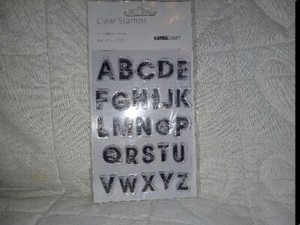 Clear Stamps
ABCDE
FGHIJK
LMNOP
QRSTU
VWXYZ